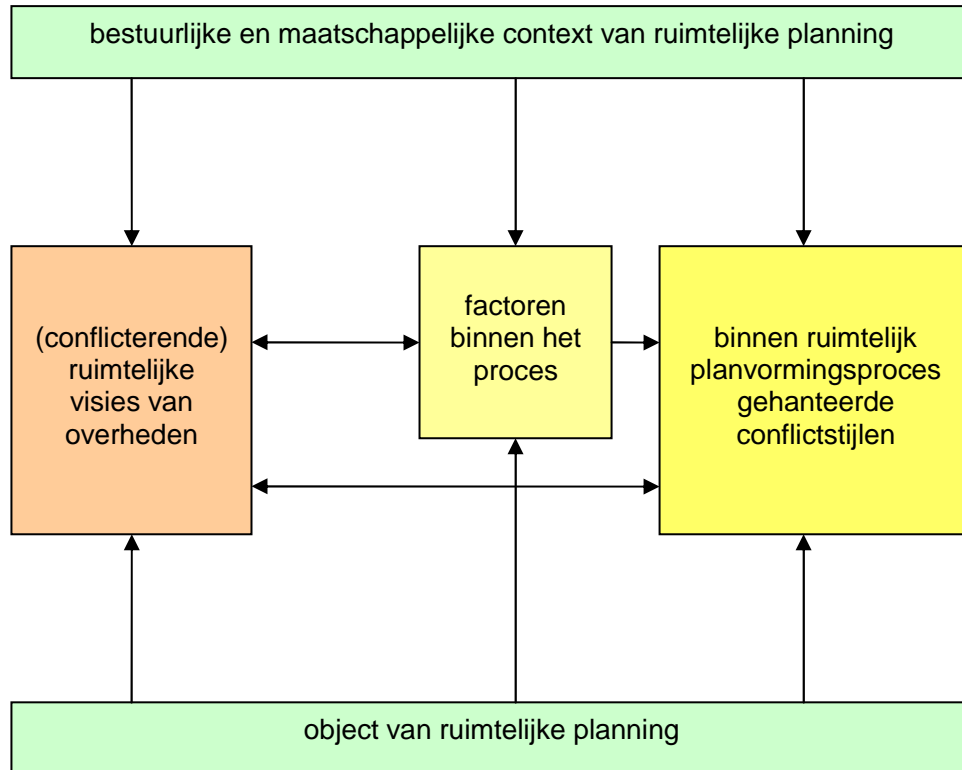 bestuurlijke en maatschappelijke context van ruimtelijke planning
(conflicterende)
ruimtelijke
visies van
overheden
factoren
binnen het
proces
binnen ruimtelijk
planvormingsproces
gehanteerde
conflictstijlen
object van ruimtelijke planning